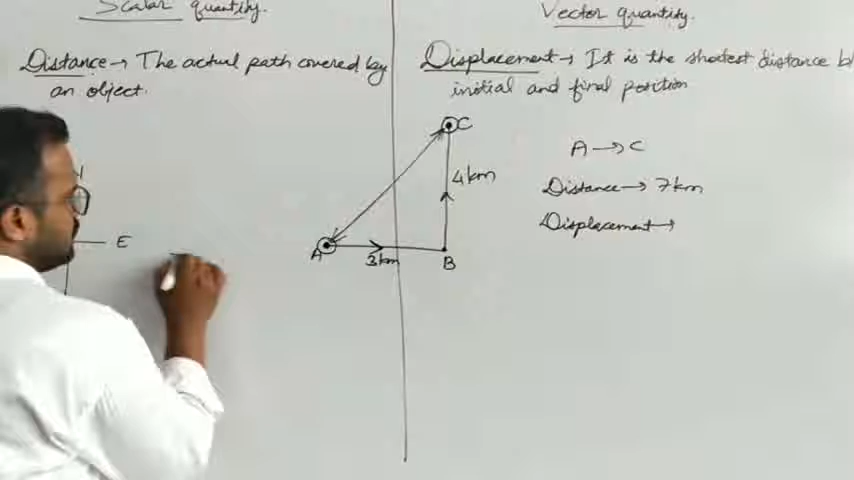 Scalar quantity.
Distance → The actual path covered by
an object.
N
E
Vector quantity.
Displacement → It is the shortest distance b
initial and final position
C
4km
A
3km
B
A → C
Distance → 7km
Displacement →